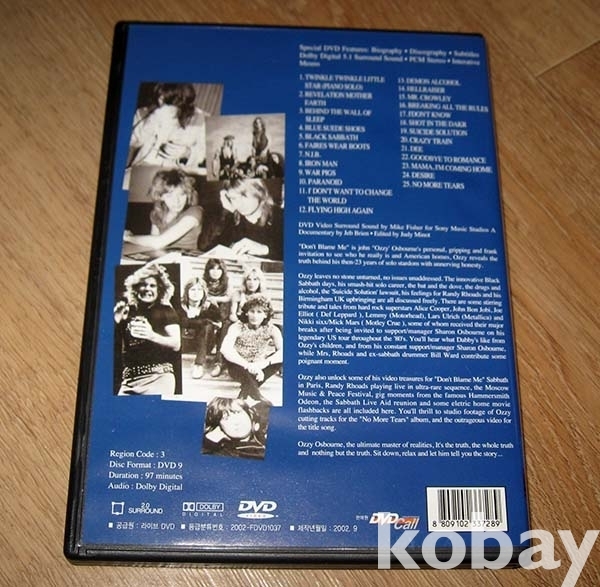 Special DVD Features: Biography • Discography • Subtitles
Dolby Digital 5.1 Surround Sound • PCM Stereo • Interative
Menus
1. TWINKLE TWINKLE LITTLE
STAR (PIANO SOLO)
2. REVELATION MOTHER
EARTH
3. BEHIND THE WALL OF
SLEEP
4. BLUE SUEDE SHOES
5. BLACK SABBATH
6. FAIRES WEAR BOOTS
7. N.I.B.
8. IRON MAN
9. WAR PIGS
10. PARANOID
11. I DON'T WANT TO CHANGE
THE WORLD
12. FLYING HIGH AGAIN
13. DEMON ALCOHOL
14. HELLRAISER
15. MR. CROWLEY
16. BREAKING ALL THE RULES
17. I DON'T KNOW
18. SHOT IN THE DAKR
19. SUICIDE SOLUTION
20. CRAZY TRAIN
21. DEE
22. GOODBYE TO ROMANCE
23. MAMA, I'M COMING HOME
24. DESIRE
25. NO MORE TEARS
DVD Video Surround Sound by Mike Fisher for Sony Music Studios A
Documentary by Jeb Brien • Edited by Judy Minot
"Don't Blame Me" is john "Ozzy' Osbourne's personal, gripping and frank
invitation to see who he really is and American homes, Ozzy reveals the
truth behind his then-23 years of solo stardom with unnerving honesty.
Ozzy leaves no stone unturned, no issues unaddressed. The innovative Black
Sabbath days, his smash-hit solo career, the bat and the dove, the drugs and
alcohol, the 'Suicide Solution' lawsuit, his feelings for Randy Rhoads and his
Birmingham UK upbringing are all discussed freely. There are some stirring
tribute and tales from hard rock superstars Alice Cooper, John Bon Jobi, Joe
Elliot ( Def Leppard ), Lemmy (Motorhead), Lars Ulrich (Metallica) and
Nikki sixx/Mick Mars ( Motley Crue ), some of whom received their major
breaks after being invited to support/manager Sharon Osbourne on his
legendary US tour throughout the '80's. You'll hear what Dabby's like from
Ozzy's children, and from his constant support/manager Sharon Osbourne,
while Mrs, Rhoads and ex-sabbath drummer Bill Ward contribute some
poignant moment.
Ozzy also unlock some of his video treasures for "Don't Blame Me" Sabbath
in Paris, Randy Rhoads playing live in ultra-rare sequence, the Moscow
Music & Peace Festival, gig moments from the famous Hammersmith
Odeon, the Sabbath Live Aid reunion and some eletric home movie
flashbacks are all included here. You'll thrill to studio footage of Ozzy
cutting tracks for the "No More Tears" album, and the outrageous video for
the title song.
Ozzy Osbourne, the ultimate master of realities, It's the truth, the whole truth
and nothing but the truth. Sit down, relax and let him tell you the story...
Region Code : 3
Disc Format : DVD 9
Duration : 97 minutes
Audio : Dolby Digital
2.0
SURROUND
DOLBY
DIGITAL
DVD
VIDEO
판매원 DVD Call
8 809102 337289
공급원 : 라이브 DVD
등급분류번호 : 2002-FDVD1037
제작년월일 : 2002. 9
kobay